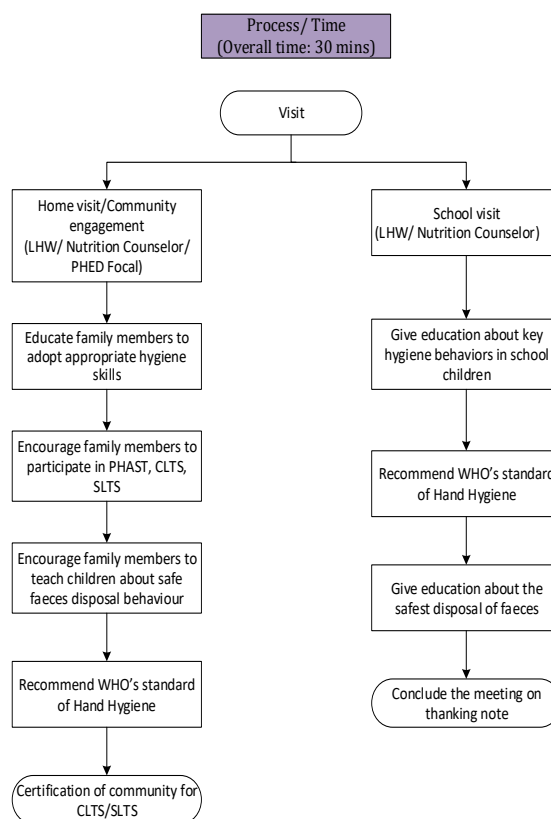 Process/ Time
(Overall time: 30 mins)
Visit
Home visit/Community
engagement
(LHW/ Nutrition Counselor/
PHED Focal)
Educate family members to
adopt appropriate hygiene
skills
Encourage family members to
participate in PHAST, CLTS,
SLTS
Encourage family members to
teach children about safe
faeces disposal behaviour
Recommend WHO's standard
of Hand Hygiene
Certification of community for
CLTS/SLTS
School visit
(LHW/ Nutrition Counselor)
Give education about key
hygiene behaviors in school
children
Recommend WHO's standard
of Hand Hygiene
Give education about the
safest disposal of faeces
Conclude the meeting on
thanking note